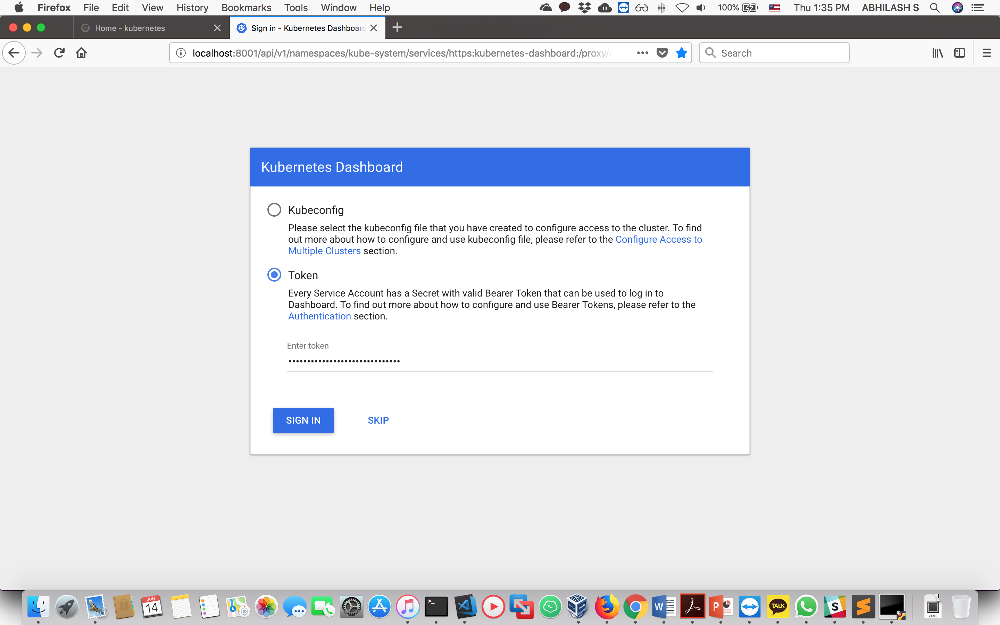 Firefox File Edit View History Bookmarks Tools Window Help 100% Thu 1:35 PM ABHILASH S
Home - kubernetes
Sign in - Kubernetes Dashboard
localhost:8001/api/v1/namespaces/kube-system/services/https:kubernetes-dashboard:/proxy/#
Search
Kubernetes Dashboard
Kubeconfig
Please select the kubeconfig file that you have created to configure access to the cluster. To find
out more about how to configure and use kubeconfig file, please refer to the Configure Access to
Multiple Clusters section.
Token
Every Service Account has a Secret with valid Bearer Token that can be used to log in to
Dashboard. To find out more about how to configure and use Bearer Tokens, please refer to the
Authentication section.
Enter token
••••••••••••••••••••••••••••••
SIGN IN SKIP
JUN
14
3D
>_
W
P
TALK
S
YAML